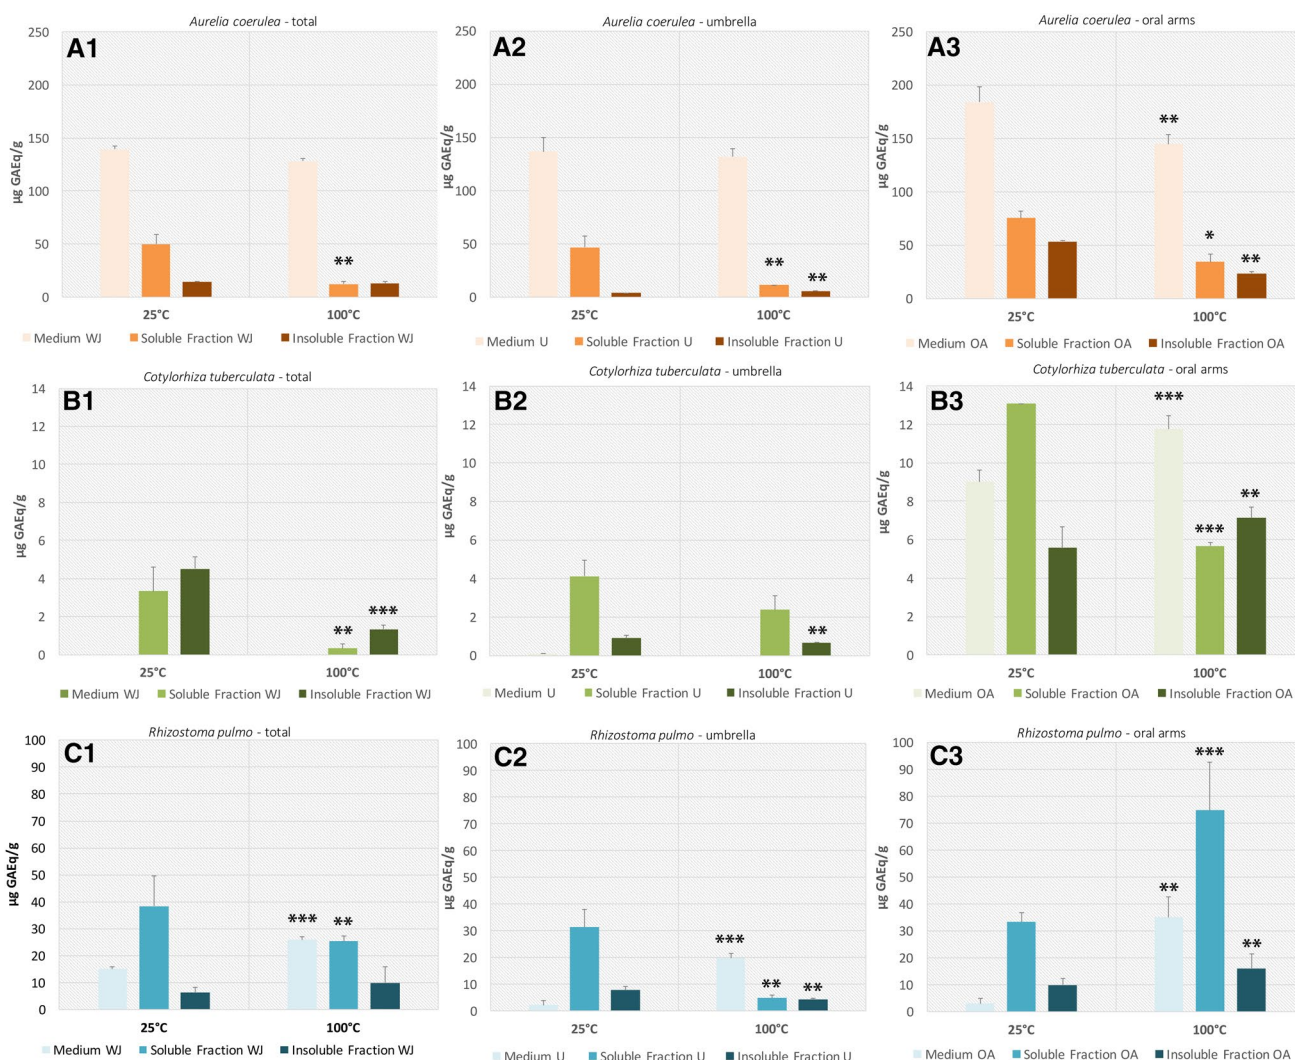 Aurelia coerulea - total
A1
250
200
150
100
50
0
µg GAEq/g
**
25°C 100°C
Medium WJ Soluble Fraction WJ Insoluble Fraction WJ
Aurelia coerulea - umbrella
A2
250
200
150
100
50
0
µg GAEq/g
** **
25°C 100°C
Medium U Soluble Fraction U Insoluble Fraction U
Aurelia coerulea - oral arms
A3
250
200
150
100
50
0
µg GAEq/g
** * **
25°C 100°C
Medium OA Soluble Fraction OA Insoluble Fraction OA
Cotylorhiza tuberculata - total
B1
14
12
10
8
6
4
2
0
µg GAEq/g
** ***
25°C 100°C
Medium WJ Soluble Fraction WJ Insoluble Fraction WJ
Cotylorhiza tuberculata - umbrella
B2
14
12
10
8
6
4
2
0
µg GAEq/g
**
25°C 100°C
Medium U Soluble Fraction U Insoluble Fraction U
Cotylorhiza tuberculata - oral arms
B3
14
12
10
8
6
4
2
0
µg GAEq/g
*** *** **
25°C 100°C
Medium OA Soluble Fraction OA Insoluble Fraction OA
Rhizostoma pulmo - total
C1
100
90
80
70
60
50
40
30
20
10
0
µg GAEq/g
*** **
25°C 100°C
Medium WJ Soluble Fraction WJ Insoluble Fraction WJ
Rhizostoma pulmo - umbrella
C2
100
90
80
70
60
50
40
30
20
10
0
µg GAEq/g
*** ** **
25°C 100°C
Medium U Soluble Fraction U Insoluble Fraction U
Rhizostoma pulmo - oral arms
C3
100
90
80
70
60
50
40
30
20
10
0
µg GAEq/g
** *** **
25°C 100°C
Medium OA Soluble Fraction OA Insoluble Fraction OA